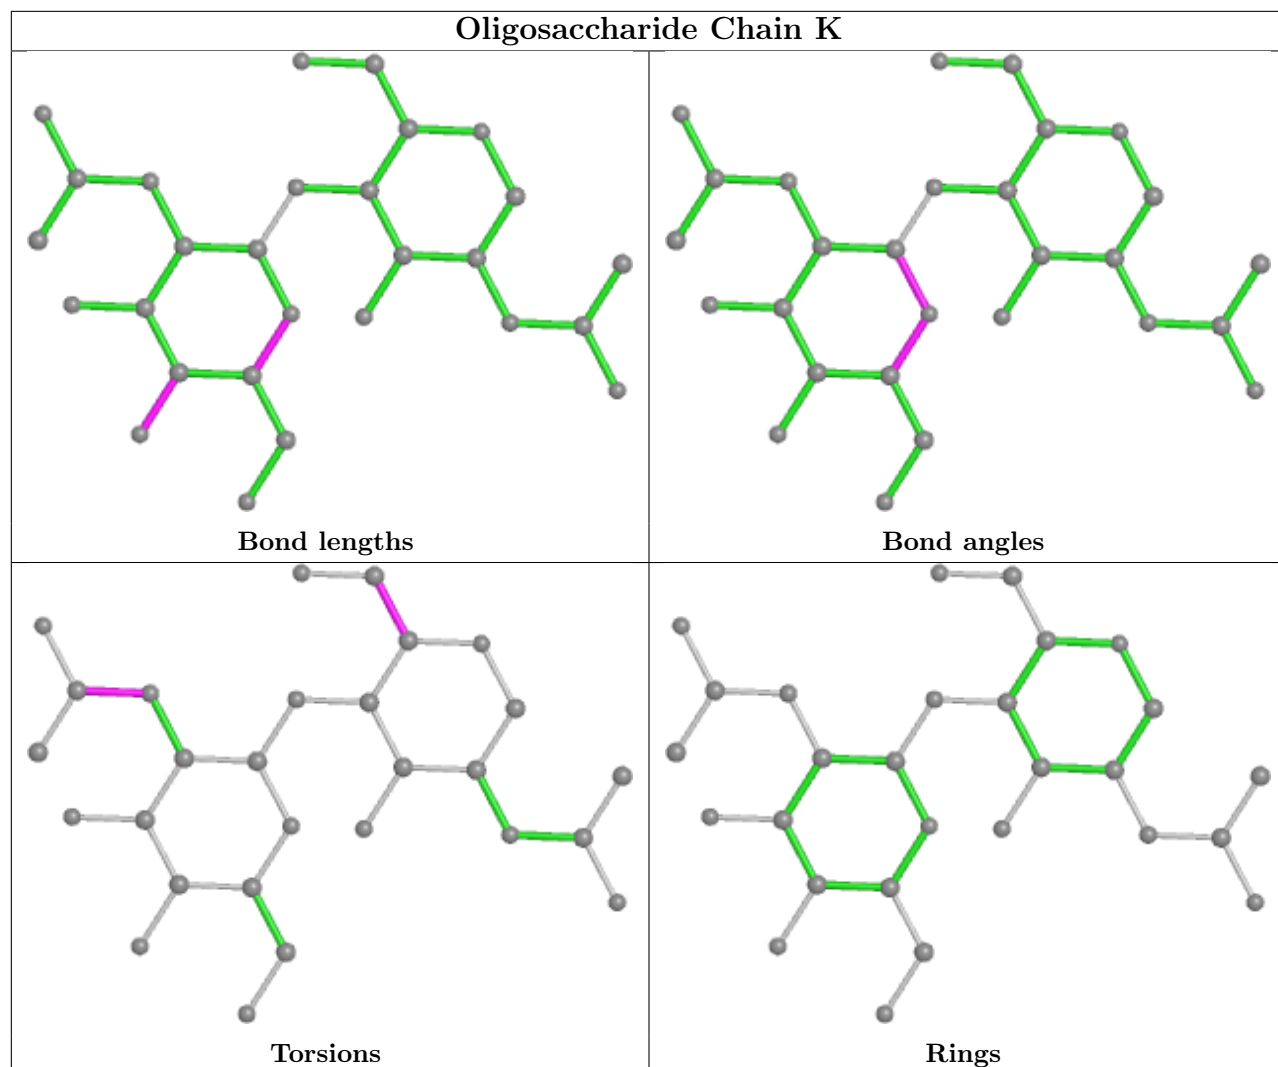 Oligosaccharide Chain K
Bond lengths
Bond angles
Torsions
Rings